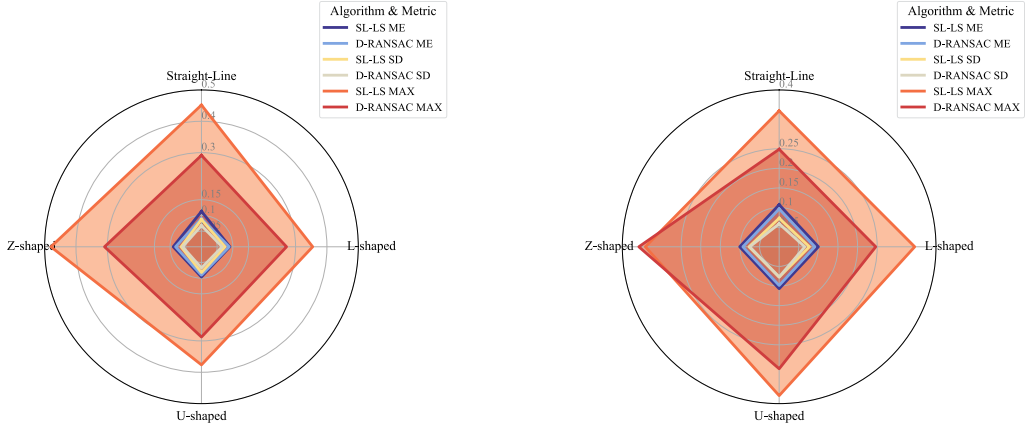 Algorithm & Metric
SL-LS ME
D-RANSAC ME
SL-LS SD
D-RANSAC SD
SL-LS MAX
D-RANSAC MAX
Straight-Line
0.5
0.4
0.3
0.15
0.1
Z-shaped
L-shaped
U-shaped
Algorithm & Metric
SL-LS ME
D-RANSAC ME
SL-LS SD
D-RANSAC SD
SL-LS MAX
D-RANSAC MAX
Straight-Line
0.4
0.25
0.2
0.15
0.1
Z-shaped
L-shaped
U-shaped